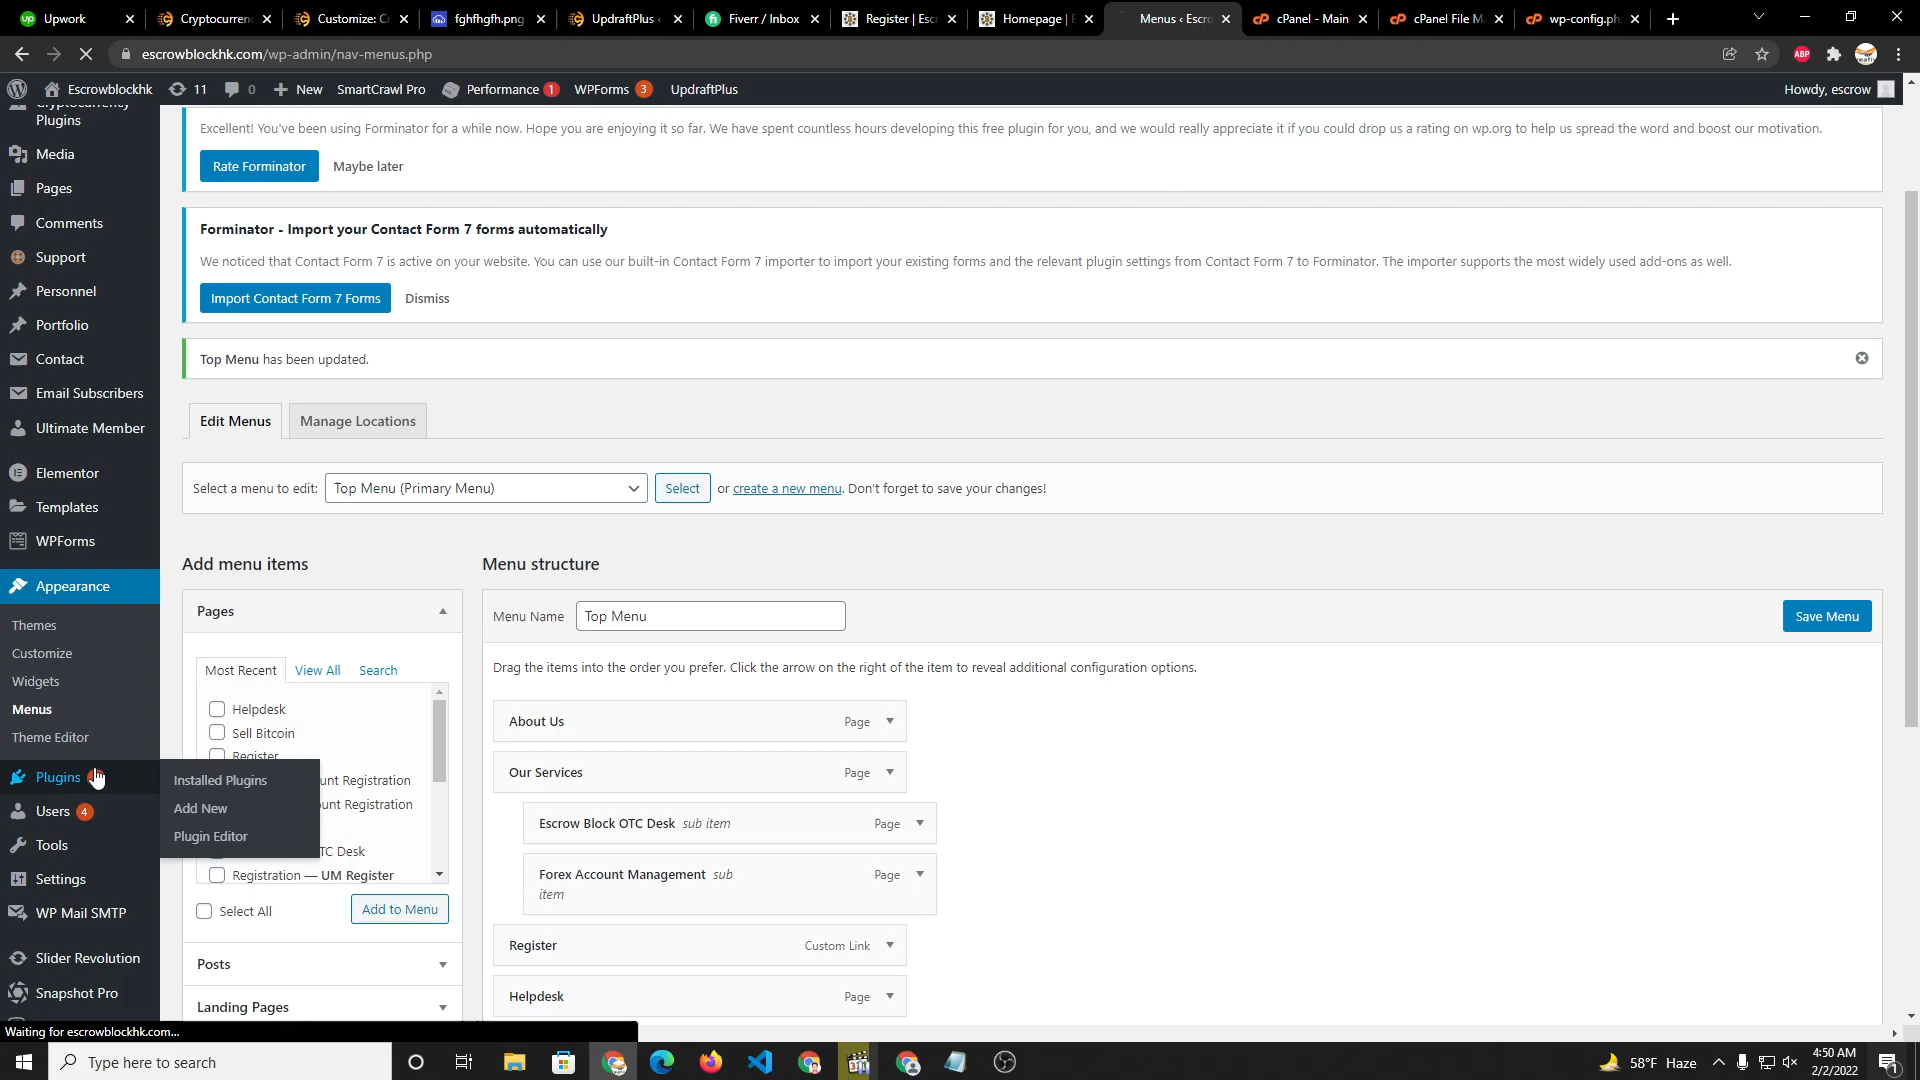 Upwork
Cryptocurren
Customize: C
fghfhgfh.png
UpdraftPlus ‹
Fiverr / Inbox
Register | Esc
Homepage | E
Menus ‹ Escro
cPanel - Main
cPanel File M
wp-config.ph
escrowblockhk.com/wp-admin/nav-menus.php
ABP
Escrowblockhk
11
0
New
SmartCrawl Pro
Performance 1
WPForms 3
UpdraftPlus
Howdy, escrow
Cryptocurrency
Plugins
Media
Pages
Comments
Support
Personnel
Portfolio
Contact
Email Subscribers
Ultimate Member
Elementor
Templates
WPForms
Appearance
Themes
Customize
Widgets
Menus
Theme Editor
Plugins
Users 4
Tools
Settings
WP Mail SMTP
Slider Revolution
Snapshot Pro
Installed Plugins
Add New
Plugin Editor
Excellent! You've been using Forminator for a while now. Hope you are enjoying it so far. We have spent countless hours developing this free plugin for you, and we would really appreciate it if you could drop us a rating on wp.org to help us spread the word and boost our motivation.
Rate Forminator
Maybe later
Forminator - Import your Contact Form 7 forms automatically
We noticed that Contact Form 7 is active on your website. You can use our built-in Contact Form 7 importer to import your existing forms and the relevant plugin settings from Contact Form 7 to Forminator. The importer supports the most widely used add-ons as well.
Import Contact Form 7 Forms
Dismiss
Top Menu has been updated.
Edit Menus
Manage Locations
Select a menu to edit: Top Menu (Primary Menu) Select or create a new menu. Don't forget to save your changes!
Add menu items
Pages
Most Recent
View All
Search
Helpdesk
Sell Bitcoin
Register
unt Registration
unt Registration
TC Desk
Registration — UM Register
Select All
Add to Menu
Posts
Landing Pages
Menu structure
Menu Name Top Menu
Save Menu
Drag the items into the order you prefer. Click the arrow on the right of the item to reveal additional configuration options.
About Us Page
Our Services Page
Escrow Block OTC Desk sub item Page
Forex Account Management sub Page
item
Register Custom Link
Helpdesk Page
Waiting for escrowblockhk.com...
Type here to search
58°F Haze
4:50 AM
2/2/2022
1